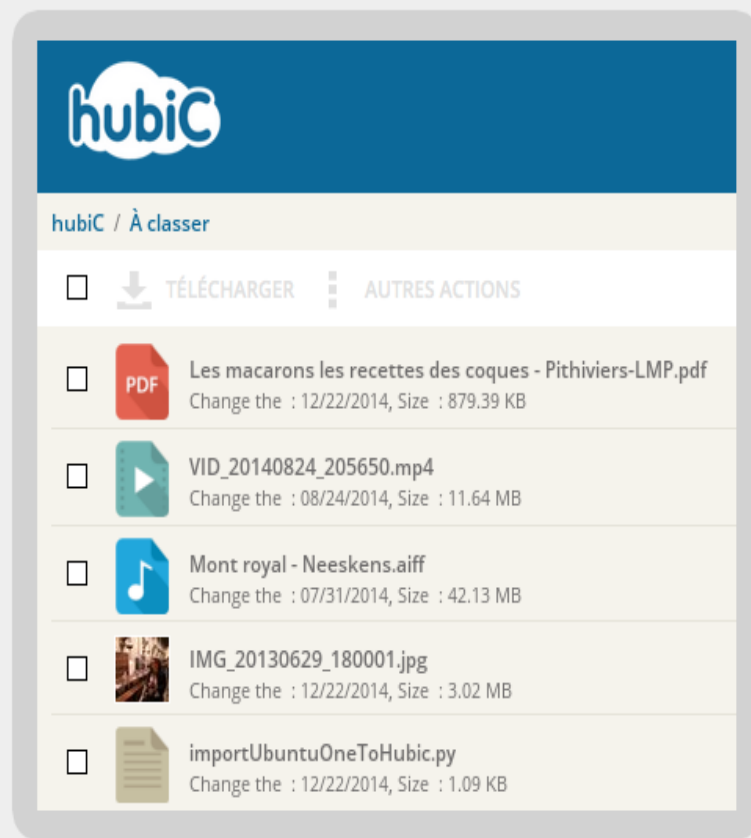 hubiC
hubiC / À classer
TÉLÉCHARGER AUTRES ACTIONS
PDF
Les macarons les recettes des coques - Pithiviers-LMP.pdf
Change the : 12/22/2014, Size : 879.39 KB
VID_20140824_205650.mp4
Change the : 08/24/2014, Size : 11.64 MB
Mont royal - Neeskens.aiff
Change the : 07/31/2014, Size : 42.13 MB
IMG_20130629_180001.jpg
Change the : 12/22/2014, Size : 3.02 MB
importUbuntuOneToHubic.py
Change the : 12/22/2014, Size : 1.09 KB